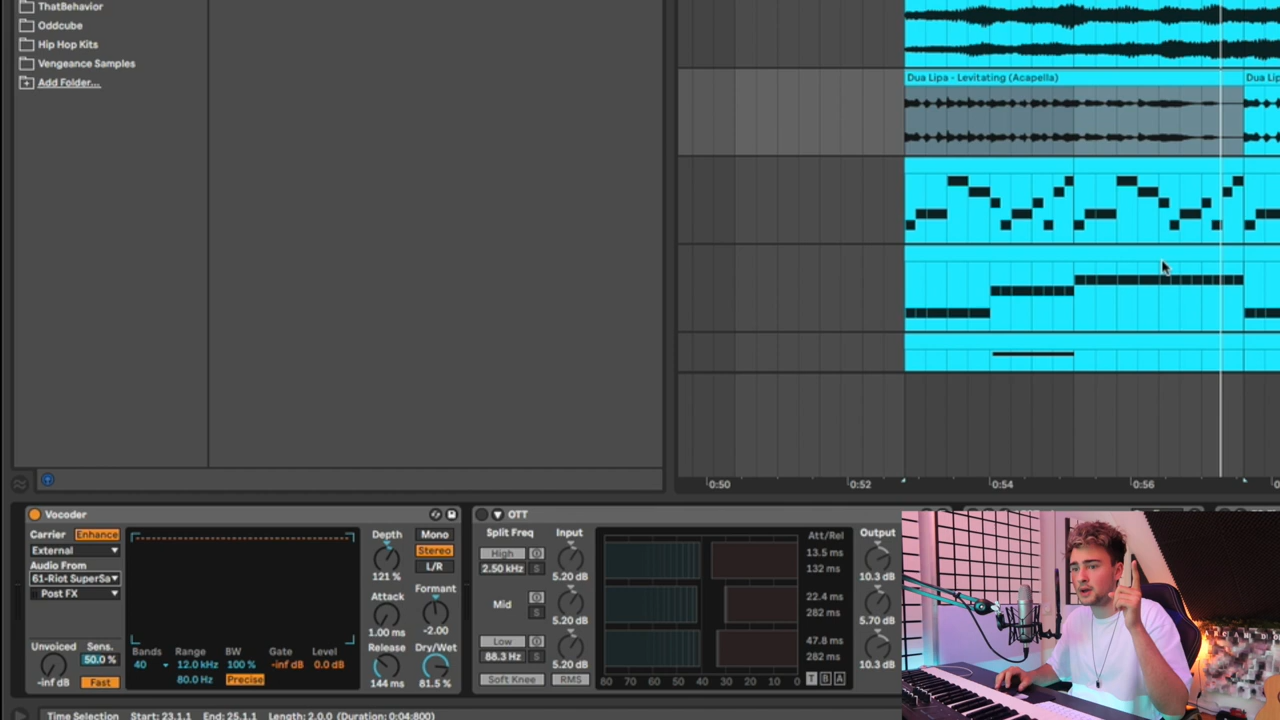 ThatBehavior
Oddcube
Hip Hop Kits
Vengeance Samples
Add Folder...
Dua Lipa - Levitating (Acapella)
Dua Lip
0:50
0:52
0:54
0:56
Vocoder
Carrier
Enhance
External
Audio From
61-Riot SuperSa
Post FX
Unvoiced
Sens.
50.0 %
-inf dB
Fast
Bands
Range
BW
Gate
Level
40
12.0 kHz
100 %
-inf dB
0.0 dB
80.0 Hz
Precise
Depth
121 %
Attack
1.00 ms
Release
144 ms
Mono
Stereo
L/R
Formant
-2.00
Dry/Wet
81.5 %
OTT
Split Freq
Input
High
2.50 kHz
S
5.20 dB
Mid
S
5.20 dB
Low
88.3 Hz
S
5.20 dB
Soft Knee
RMS
80 70 60 50 40 30 20 10 0
Att/Rel
13.5 ms
132 ms
22.4 ms
282 ms
47.8 ms
282 ms
T B A
Output
10.3 dB
5.70 dB
10.3 dB
Time Selection Start: 23.1.1 End: 25.1.1 Length: 2.0.0 (Duration: 0:04:800)